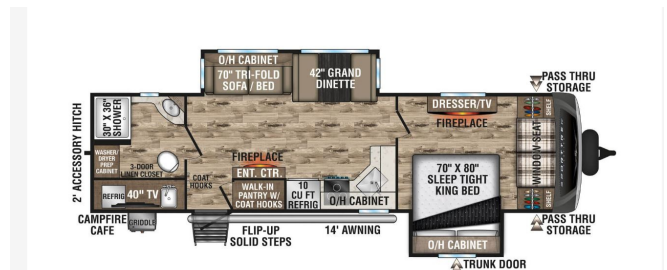 O/H CABINET
70" TRI-FOLD
SOFA / BED
42" GRAND
DINETTE
PASS THRU
STORAGE
2' ACCESSORY HITCH
30" X 36"
SHOWER
DRESSER/TV
FIREPLACE
SHELF
WINDOW SEAT
WASHER/
DRYER
PREP
CABINET
3-DOOR
LINEN CLOSET
COAT
HOOKS
FIREPLACE
ENT. CTR.
WALK-IN
PANTRY W/
COAT HOOKS
10
CU FT
REFRIG
O/H CABINET
70" X 80"
SLEEP TIGHT
KING BED
SHELF
REFRIG
40" TV
CAMPFIRE
CAFE
GRIDDLE
FLIP-UP
SOLID STEPS
14' AWNING
PASS THRU
STORAGE
O/H CABINET
TRUNK DOOR